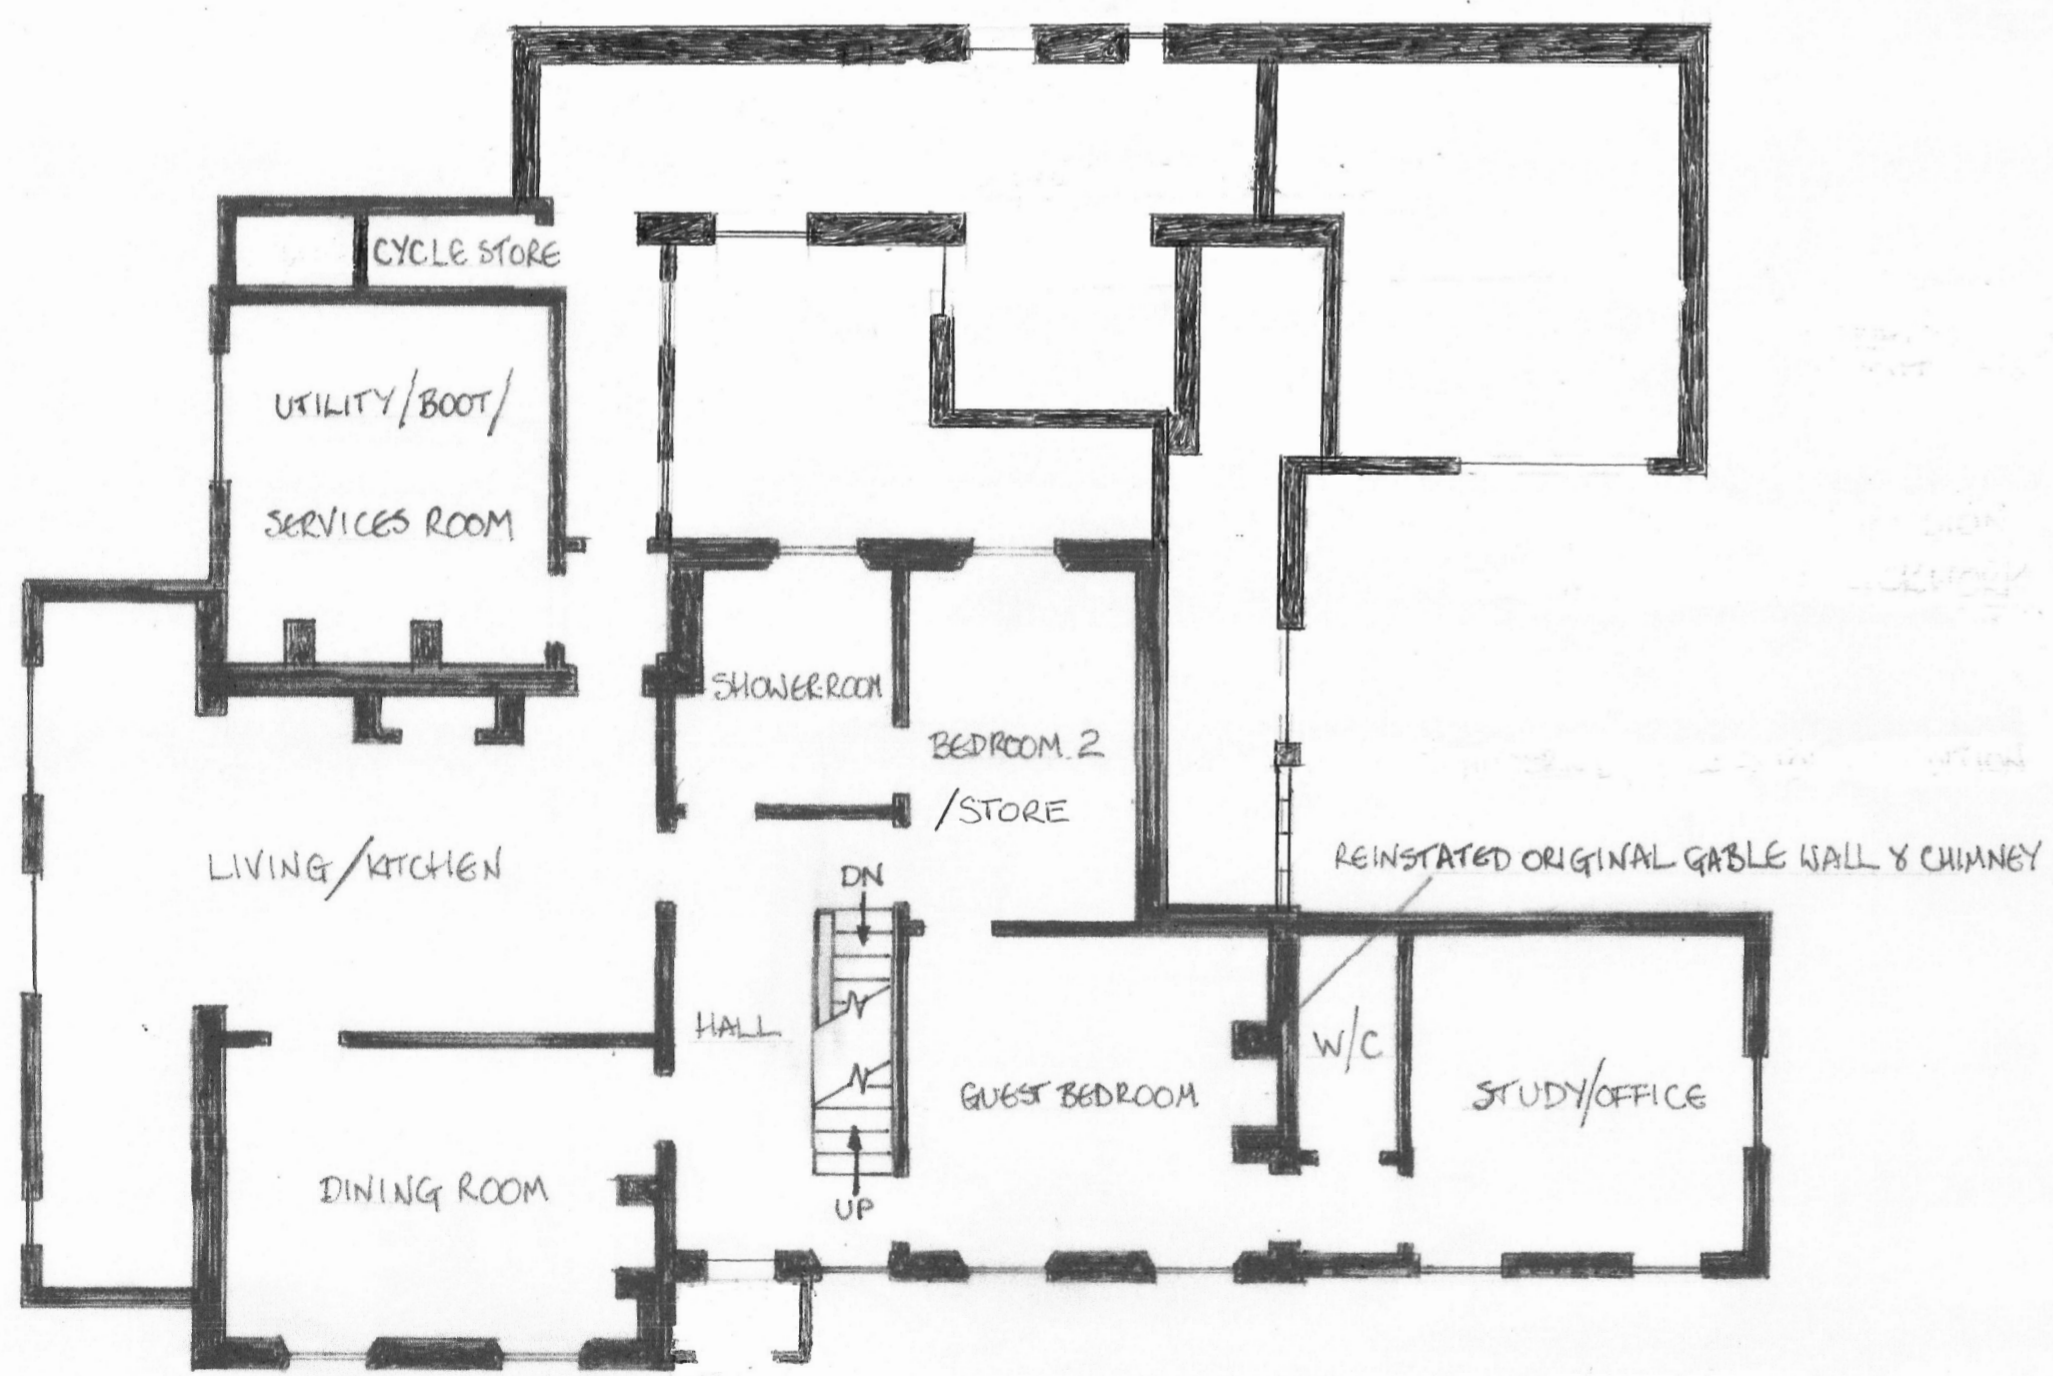 CYCLE STORE
UTILITY/BOOT/
SERVICES ROOM
SHOWERROOM
BEDROOM.2
/STORE
LIVING/KITCHEN
DN
REINSTATED ORIGINAL GABLE WALL & CHIMNEY
HALL
W/C
GUEST BEDROOM
STUDY/OFFICE
DINING ROOM
UP